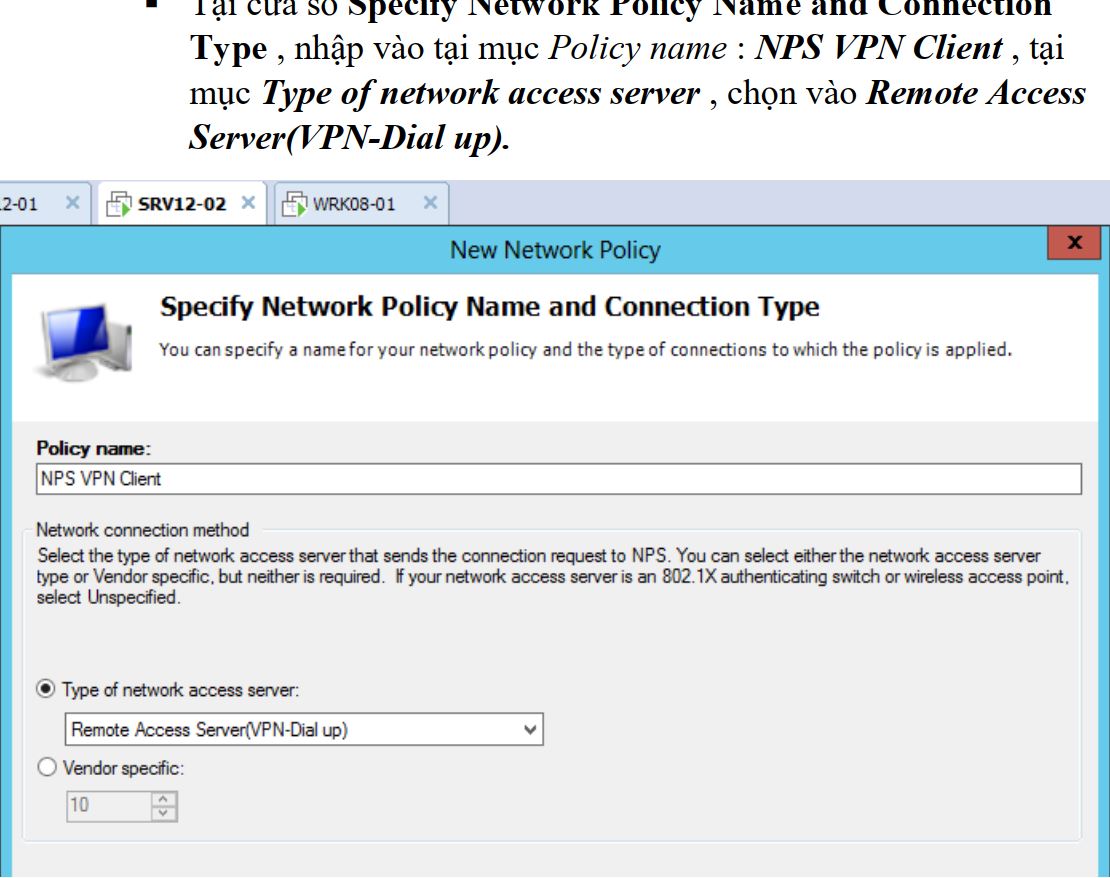 Tại cửa sổ Specify Network Policy Name and Connection
Type , nhập vào tại mục Policy name : NPS VPN Client , tại
mục Type of network access server , chọn vào Remote Access
Server(VPN-Dial up).
2-01
SRV12-02
WRK08-01
New Network Policy
x
Specify Network Policy Name and Connection Type
You can specify a name for your network policy and the type of connections to which the policy is applied.
Policy name:
NPS VPN Client
Network connection method
Select the type of network access server that sends the connection request to NPS. You can select either the network access server
type or Vendor specific, but neither is required. If your network access server is an 802.1X authenticating switch or wireless access point,
select Unspecified.
Type of network access server:
Remote Access Server(VPN-Dial up)
Vendor specific:
10